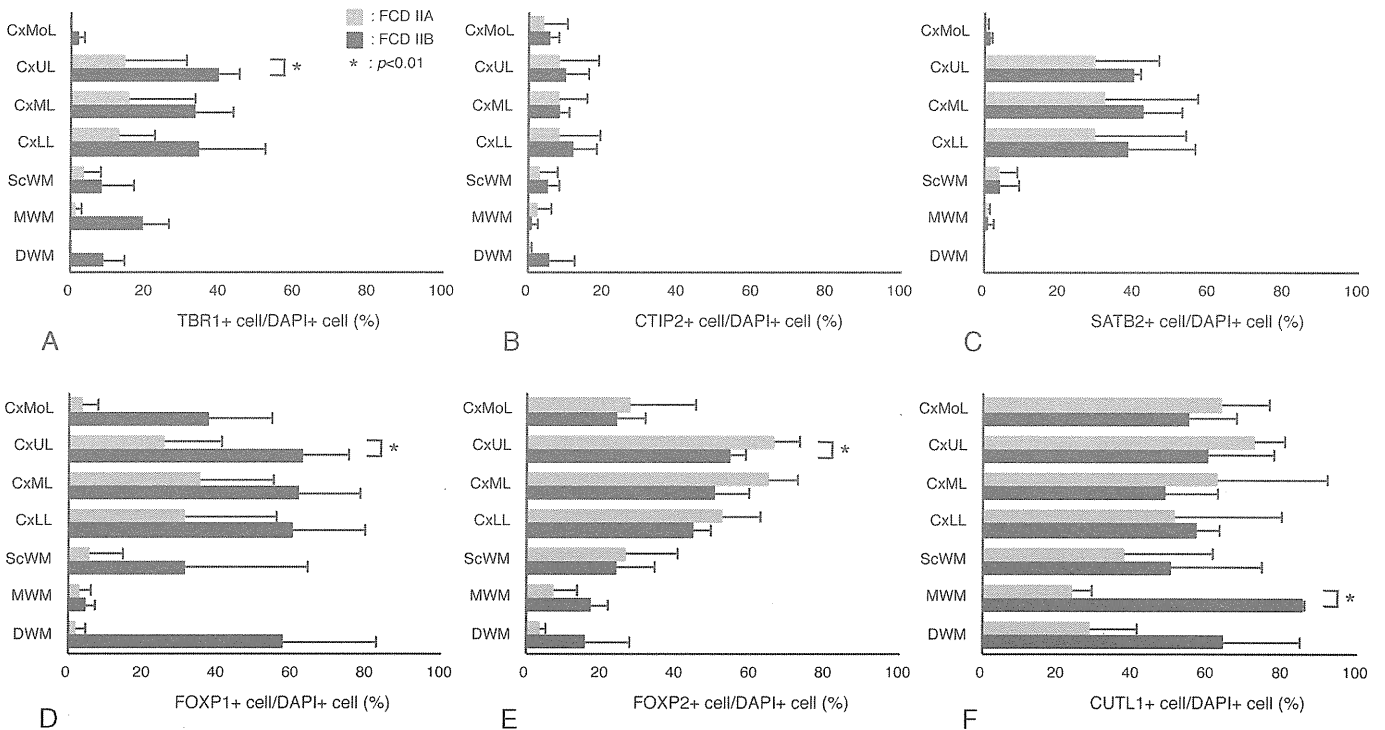 : FCD IIA
: FCD IIB
* : p<0.01
CxMoL
CxUL
CxML
CxLL
ScWM
MWM
DWM
*
0 20 40 60 80 100
TBR1+ cell/DAPI+ cell (%)
A
CxMoL
CxUL
CxML
CxLL
ScWM
MWM
DWM
0 20 40 60 80 100
CTIP2+ cell/DAPI+ cell (%)
B
CxMoL
CxUL
CxML
CxLL
ScWM
MWM
DWM
0 20 40 60 80 100
SATB2+ cell/DAPI+ cell (%)
C
CxMoL
CxUL
CxML
CxLL
ScWM
MWM
DWM
*
0 20 40 60 80 100
FOXP1+ cell/DAPI+ cell (%)
D
CxMoL
CxUL
CxML
CxLL
ScWM
MWM
DWM
*
0 20 40 60 80 100
FOXP2+ cell/DAPI+ cell (%)
E
CxMoL
CxUL
CxML
CxLL
ScWM
MWM
DWM
*
0 20 40 60 80 100
CUTL1+ cell/DAPI+ cell (%)
F